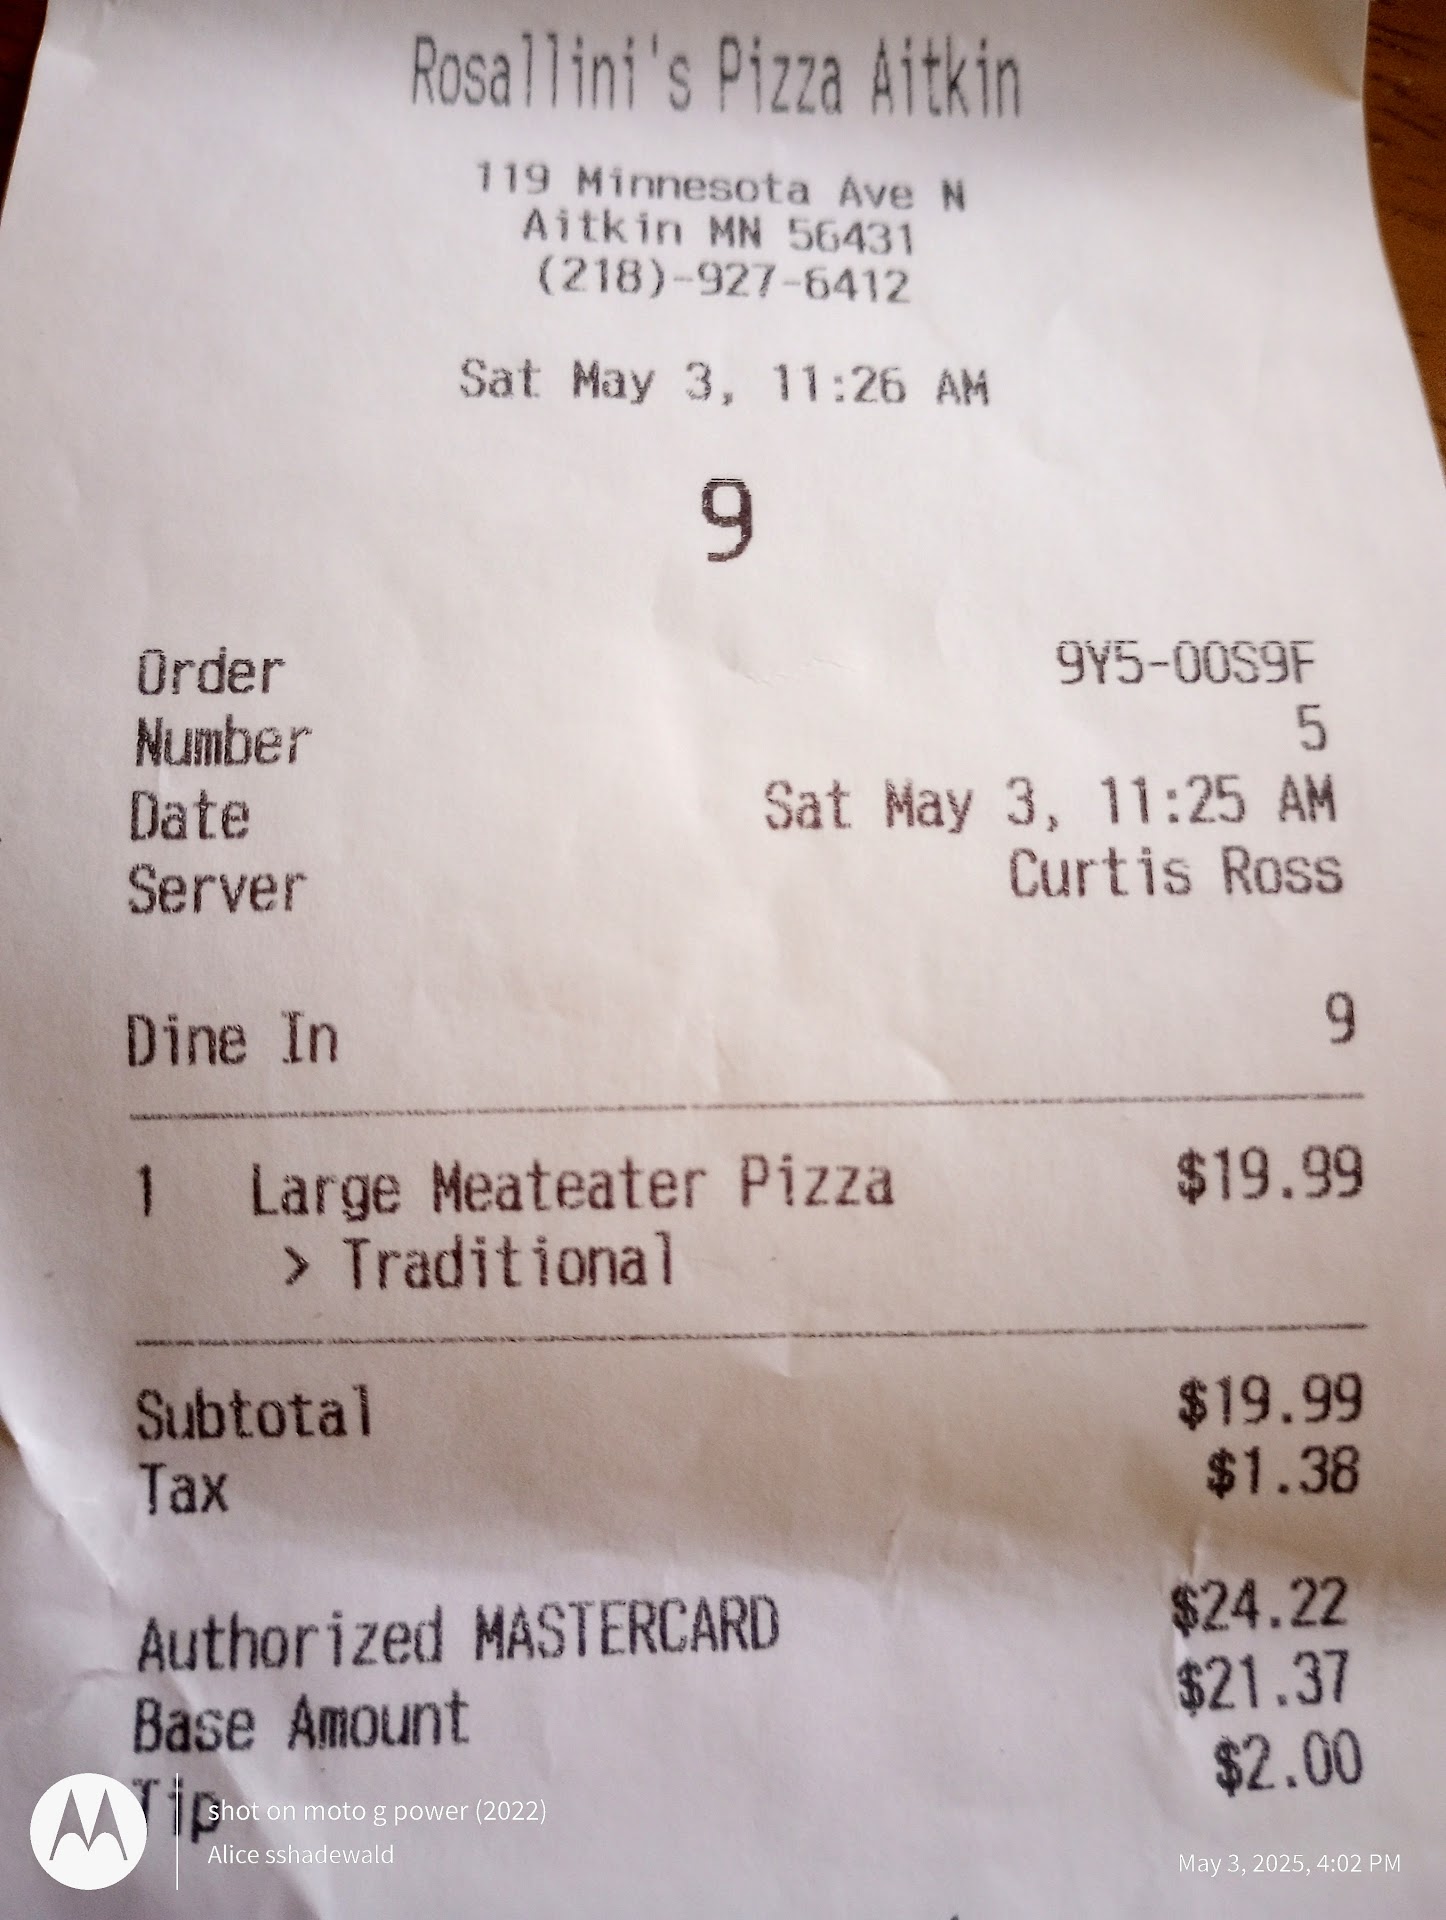 Rosallini's Pizza Aitkin
119 Minnesota Ave N
Aitkin MN 56431
(218)-927-6412
Sat May 3, 11:26 AM
9
Order 9Y5-00S9F
Number 5
Date Sat May 3, 11:25 AM
Server Curtis Ross
Dine In 9
1 Large Meateater Pizza $19.99
> Traditional
Subtotal $19.99
Tax $1.38
Authorized MASTERCARD $24.22
Base Amount $21.37
Tip $2.00
shot on moto g power (2022)
Alice sshadewald
May 3, 2025, 4:02 PM